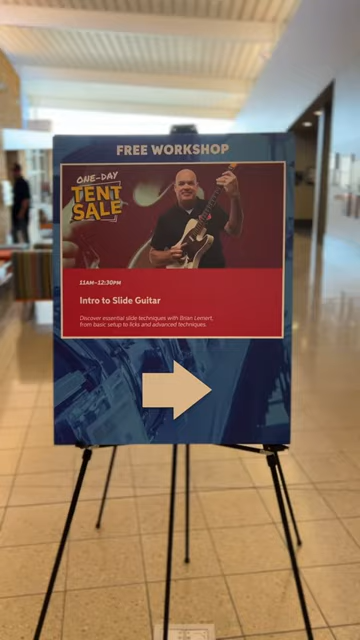 FREE WORKSHOP
ONE-DAY
TENT
SALE
11AM-12:30PM
Intro to Slide Guitar
Discover essential slide techniques with Brian Lenert,
from basic setup to licks and advanced techniques.